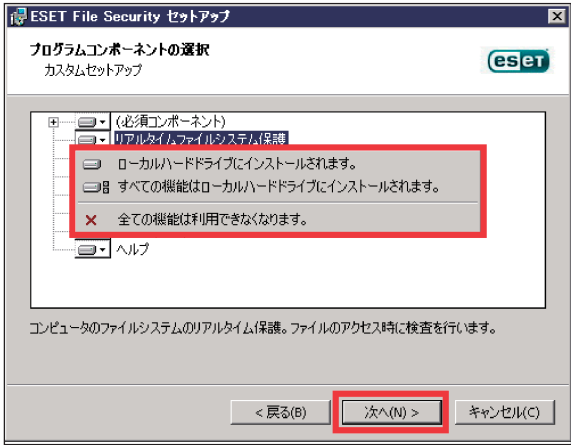 ESET File Security セットアップ
プログラムコンポーネントの選択
カスタムセットアップ
eseT
(必須コンポーネント)
リアルタイムファイルシステム保護
ローカルハードドライブにインストールされます。
すべての機能はローカルハードドライブにインストールされます。
全ての機能は利用できなくなります。
ヘルプ
コンピュータのファイルシステムのリアルタイム保護。ファイルのアクセス時に検査を行います。
< 戻る(B)
次へ(N) >
キャンセル(C)